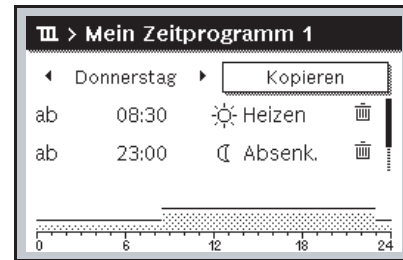 > Mein Zeitprogramm 1
Donnerstag Kopieren
ab 08:30 Heizen
ab 23:00 Absenk.
0 6 12 18 24